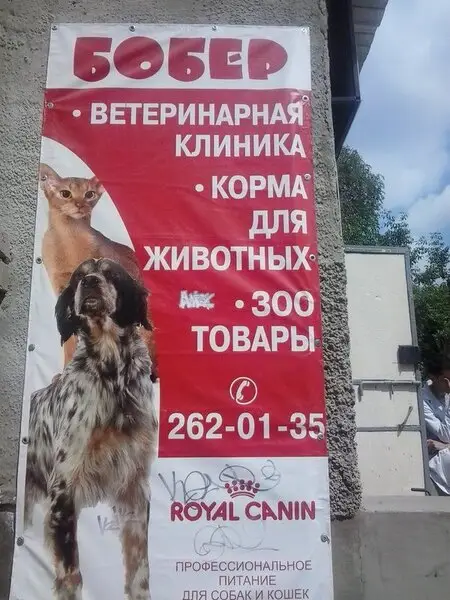 БОБЕР
• ВЕТЕРИНАРНАЯ
КЛИНИКА
• КОРМА
ДЛЯ
ЖИВОТНЫХ
• ЗОО
ТОВАРЫ
262-01-35
ROYAL CANIN
ПРОФЕССИОНАЛЬНОЕ
ПИТАНИЕ
ДЛЯ СОБАК И КОШЕК